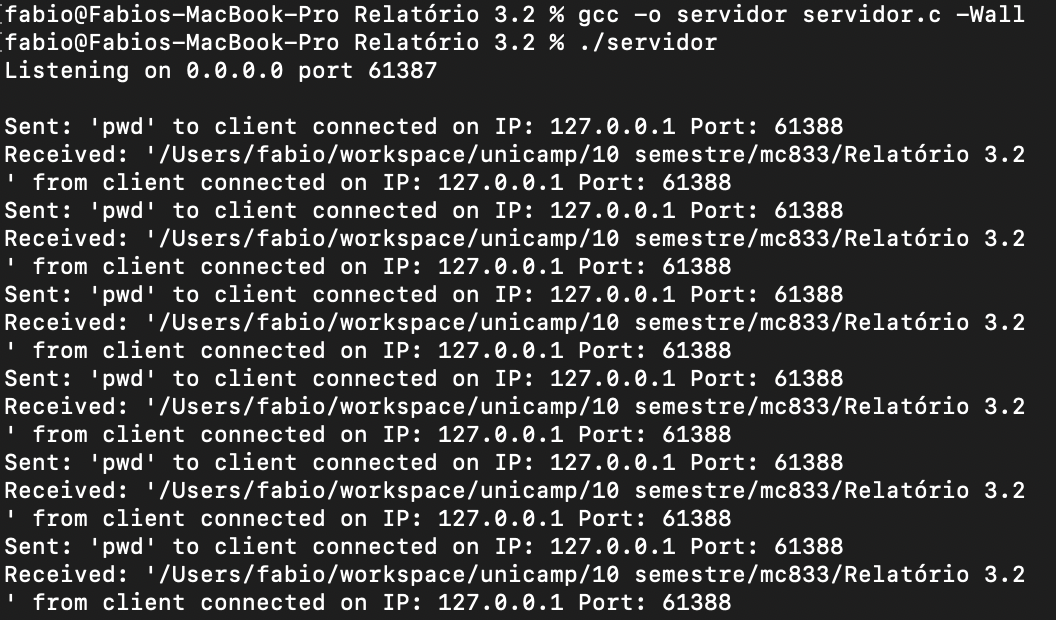 [fabio@Fabios-MacBook-Pro Relatório 3.2 % gcc -o servidor servidor.c -Wall
[fabio@Fabios-MacBook-Pro Relatório 3.2 % ./servidor
Listening on 0.0.0.0 port 61387
Sent: 'pwd' to client connected on IP: 127.0.0.1 Port: 61388
Received: '/Users/fabio/workspace/unicamp/10 semestre/mc833/Relatório 3.2
' from client connected on IP: 127.0.0.1 Port: 61388
Sent: 'pwd' to client connected on IP: 127.0.0.1 Port: 61388
Received: '/Users/fabio/workspace/unicamp/10 semestre/mc833/Relatório 3.2
' from client connected on IP: 127.0.0.1 Port: 61388
Sent: 'pwd' to client connected on IP: 127.0.0.1 Port: 61388
Received: '/Users/fabio/workspace/unicamp/10 semestre/mc833/Relatório 3.2
' from client connected on IP: 127.0.0.1 Port: 61388
Sent: 'pwd' to client connected on IP: 127.0.0.1 Port: 61388
Received: '/Users/fabio/workspace/unicamp/10 semestre/mc833/Relatório 3.2
' from client connected on IP: 127.0.0.1 Port: 61388
Sent: 'pwd' to client connected on IP: 127.0.0.1 Port: 61388
Received: '/Users/fabio/workspace/unicamp/10 semestre/mc833/Relatório 3.2
' from client connected on IP: 127.0.0.1 Port: 61388
Sent: 'pwd' to client connected on IP: 127.0.0.1 Port: 61388
Received: '/Users/fabio/workspace/unicamp/10 semestre/mc833/Relatório 3.2
' from client connected on IP: 127.0.0.1 Port: 61388